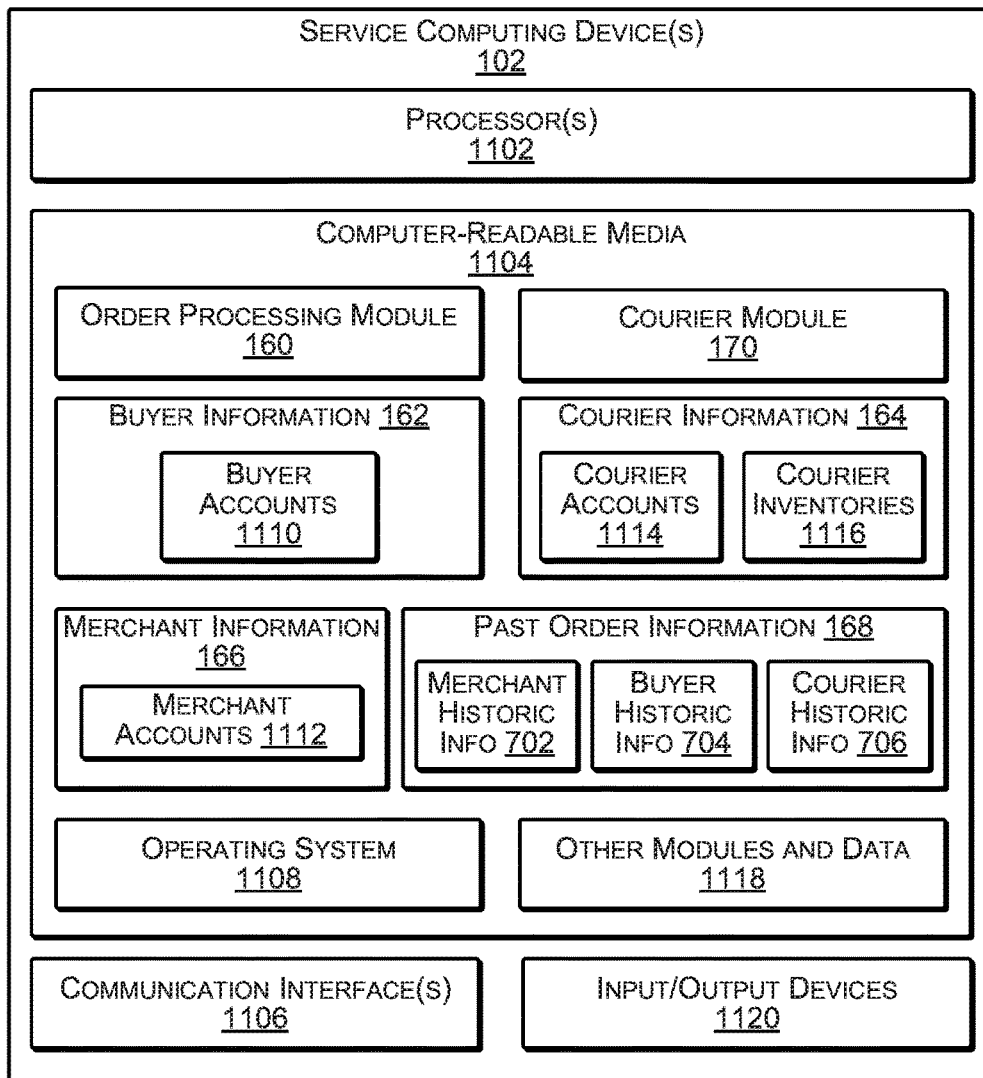 SERVICE COMPUTING DEVICE(S)
102
PROCESSOR(S)
1102
COMPUTER-READABLE MEDIA
1104
ORDER PROCESSING MODULE
160
COURIER MODULE
170
BUYER INFORMATION 162
BUYER
ACCOUNTS
1110
COURIER INFORMATION 164
COURIER
ACCOUNTS
1114
COURIER
INVENTORIES
1116
MERCHANT INFORMATION
166
MERCHANT
ACCOUNTS 1112
PAST ORDER INFORMATION 168
MERCHANT
HISTORIC
INFO 702
BUYER
HISTORIC
INFO 704
COURIER
HISTORIC
INFO 706
OPERATING SYSTEM
1108
OTHER MODULES AND DATA
1118
COMMUNICATION INTERFACE(S)
1106
INPUT/OUTPUT DEVICES
1120